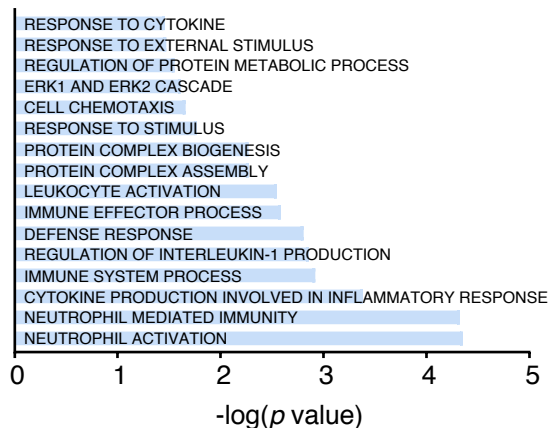 RESPONSE TO CYTOKINE
RESPONSE TO EXTERNAL STIMULUS
REGULATION OF PROTEIN METABOLIC PROCESS
ERK1 AND ERK2 CASCADE
CELL CHEMOTAXIS
RESPONSE TO STIMULUS
PROTEIN COMPLEX BIOGENESIS
PROTEIN COMPLEX ASSEMBLY
LEUKOCYTE ACTIVATION
IMMUNE EFFECTOR PROCESS
DEFENSE RESPONSE
REGULATION OF INTERLEUKIN-1 PRODUCTION
IMMUNE SYSTEM PROCESS
CYTOKINE PRODUCTION INVOLVED IN INFLAMMATORY RESPONSE
NEUTROPHIL MEDIATED IMMUNITY
NEUTROPHIL ACTIVATION
0 1 2 3 4 5
-log(p value)